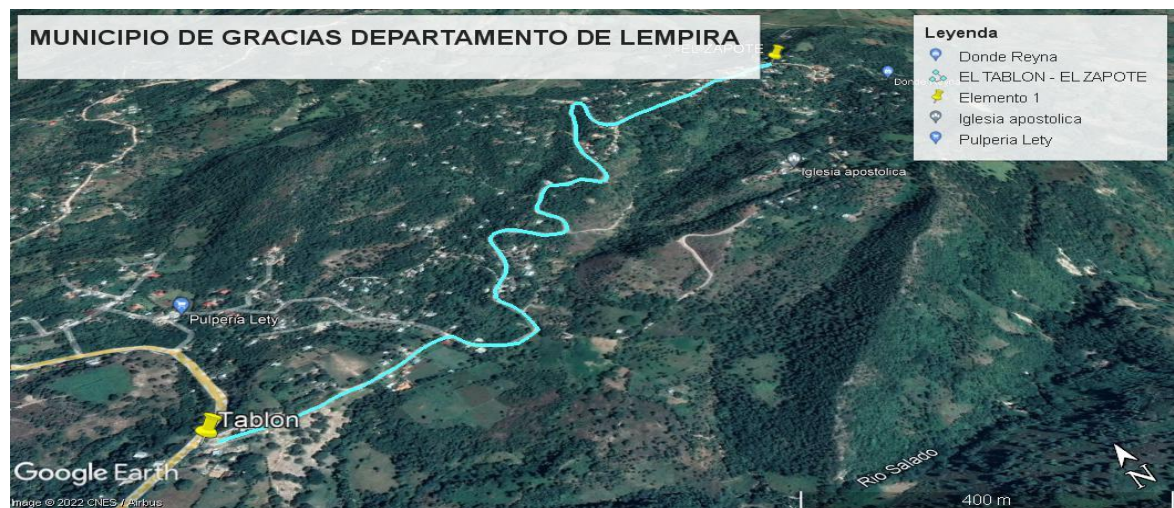 MUNICIPIO DE GRACIAS DEPARTAMENTO DE LEMPIRA
EL ZAPOTE
Leyenda
Donde Reyna
EL TABLON - EL ZAPOTE
Elemento 1
Iglesia apostolica
Pulperia Lety
Iglesia apostolica
Pulperia Lety
Tablon
Google Earth
Rio Salado
N
400 m
Image © 2022 CNES / Airbus